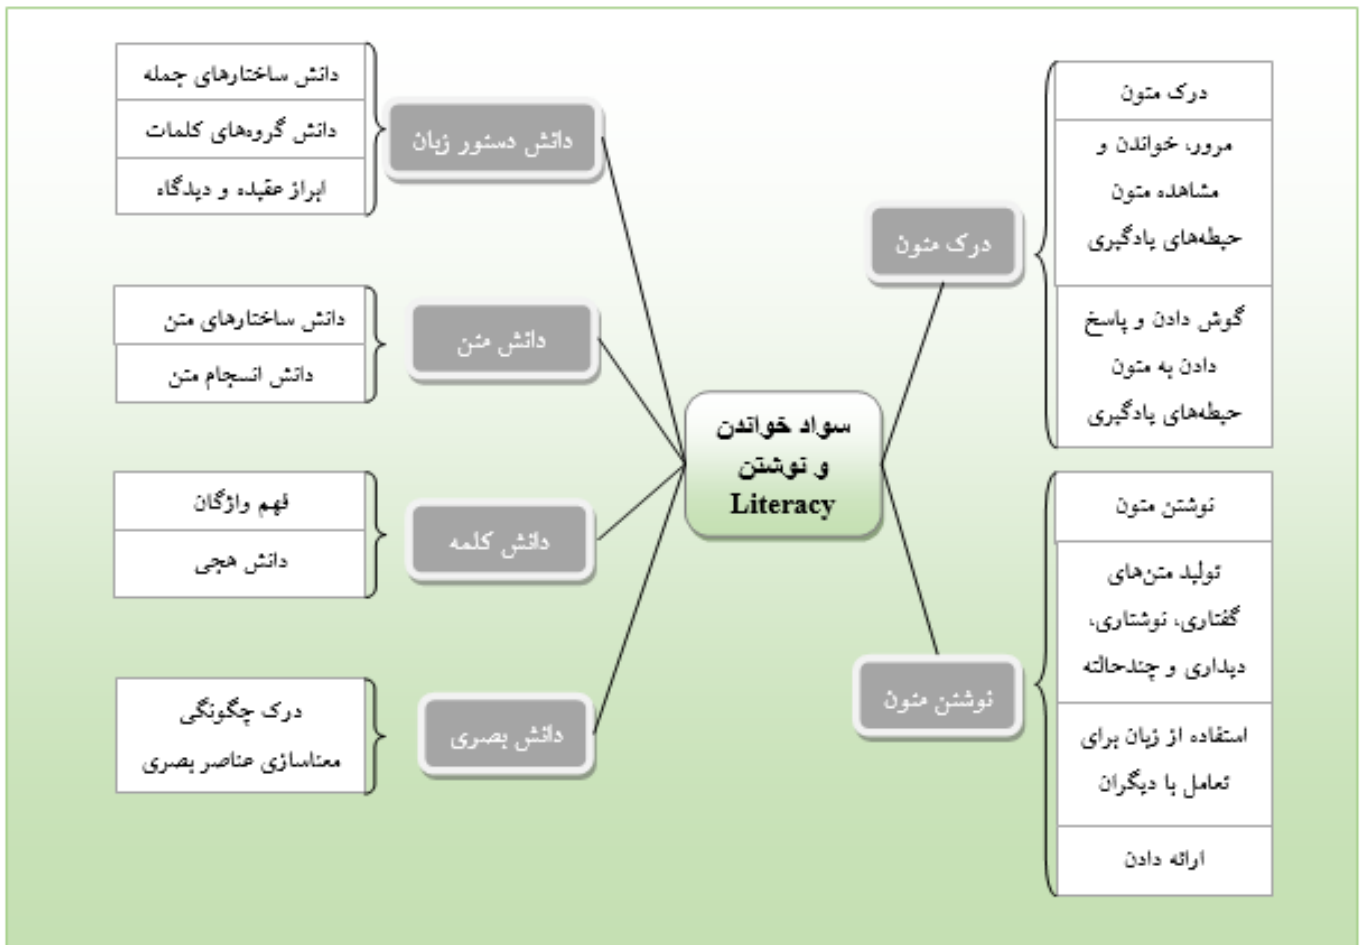 سواد خواندن
و نوشتن
Literacy
درک متون
درک متون
مرور، خواندن و
مشاهده متون
حیطه‌های یادگیری
گوش دادن و پاسخ
دادن به متون
حیطه‌های یادگیری
نوشتن متون
نوشتن متون
تولید متن‌های
گفتاری، نوشتاری،
دیداری و چندحالته
استفاده از زبان برای
تعامل با دیگران
ارائه دادن
دانش دستور زبان
دانش ساختارهای جمله
دانش گروه‌های کلمات
ابراز عقیده و دیدگاه
دانش متن
دانش ساختارهای متن
دانش انسجام متن
دانش کلمه
فهم واژگان
دانش هجی
دانش بصری
درک چگونگی
معناسازی عناصر بصری